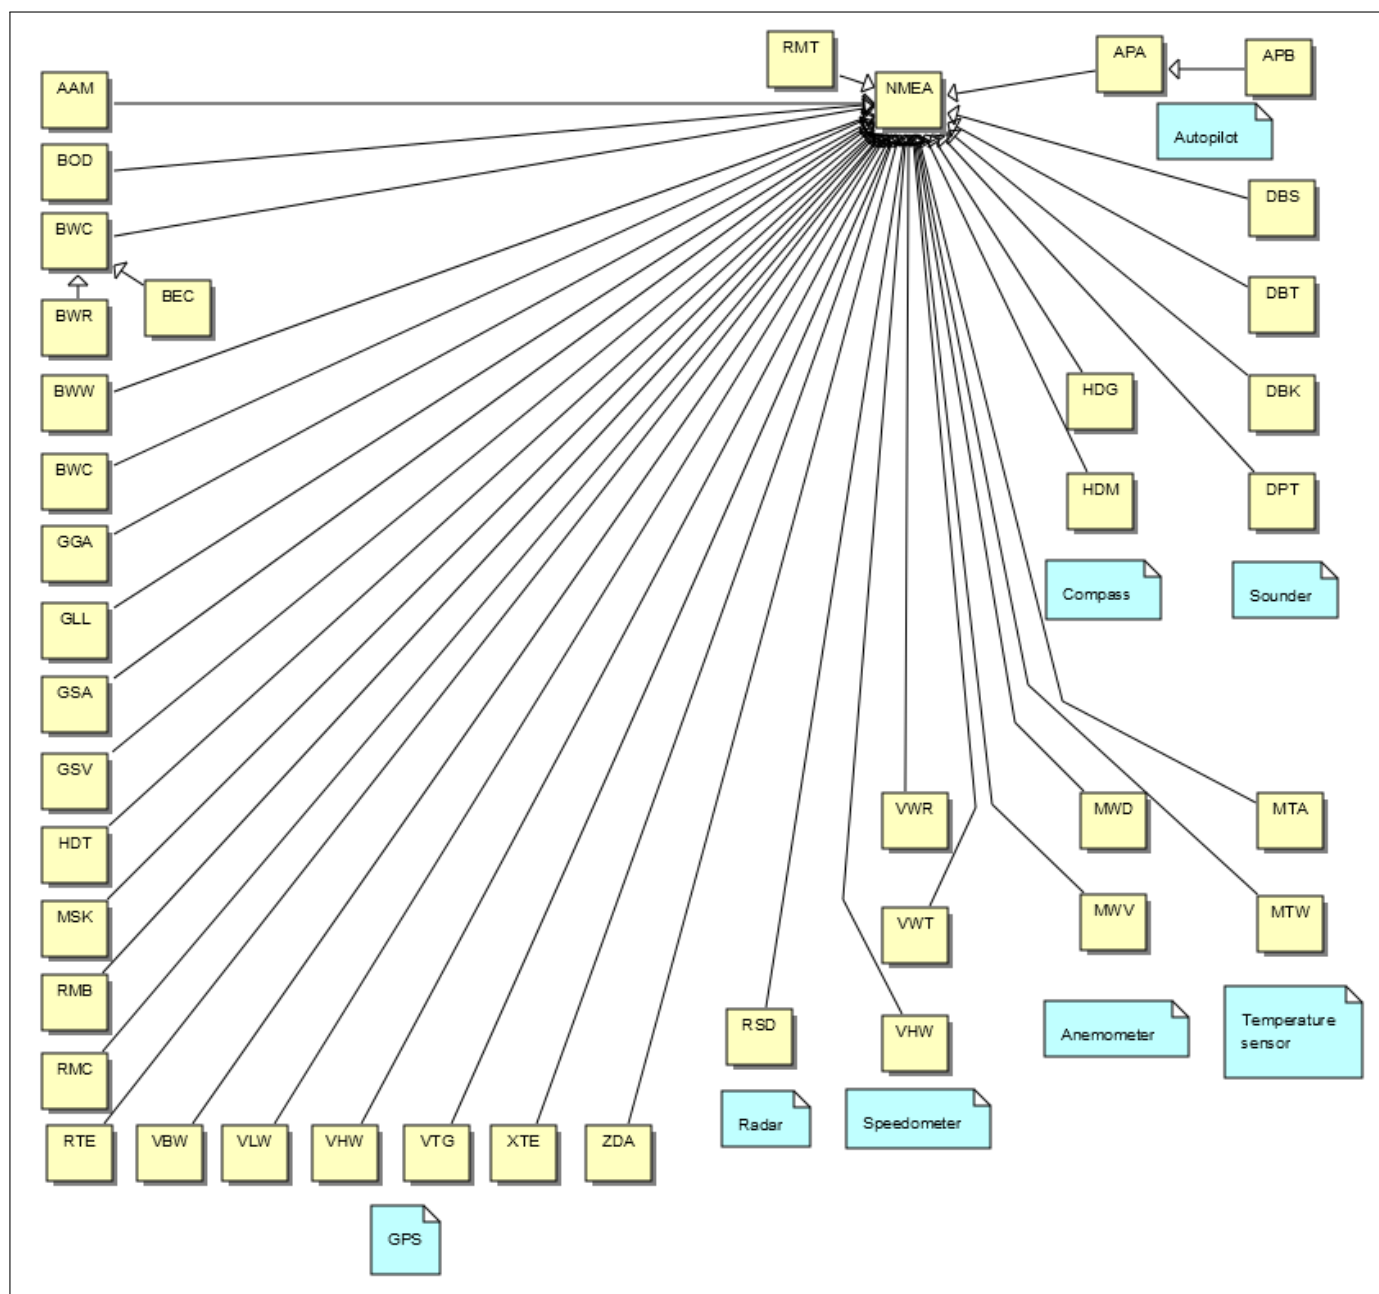 RMT
NMEA
APA
APB
Autopilot
AAM
BOD
BWC
BEC
BWR
BWW
BWC
GGA
GLL
GSA
GSV
HDT
MSK
RMB
RMC
RTE
VBW
VLW
VHW
VTG
XTE
ZDA
GPS
DBS
DBT
DBK
DPT
Sounder
HDG
HDM
Compass
VWR
VWT
VHW
Speedometer
RSD
Radar
MWD
MWV
Anemometer
MTA
MTW
Temperature
sensor